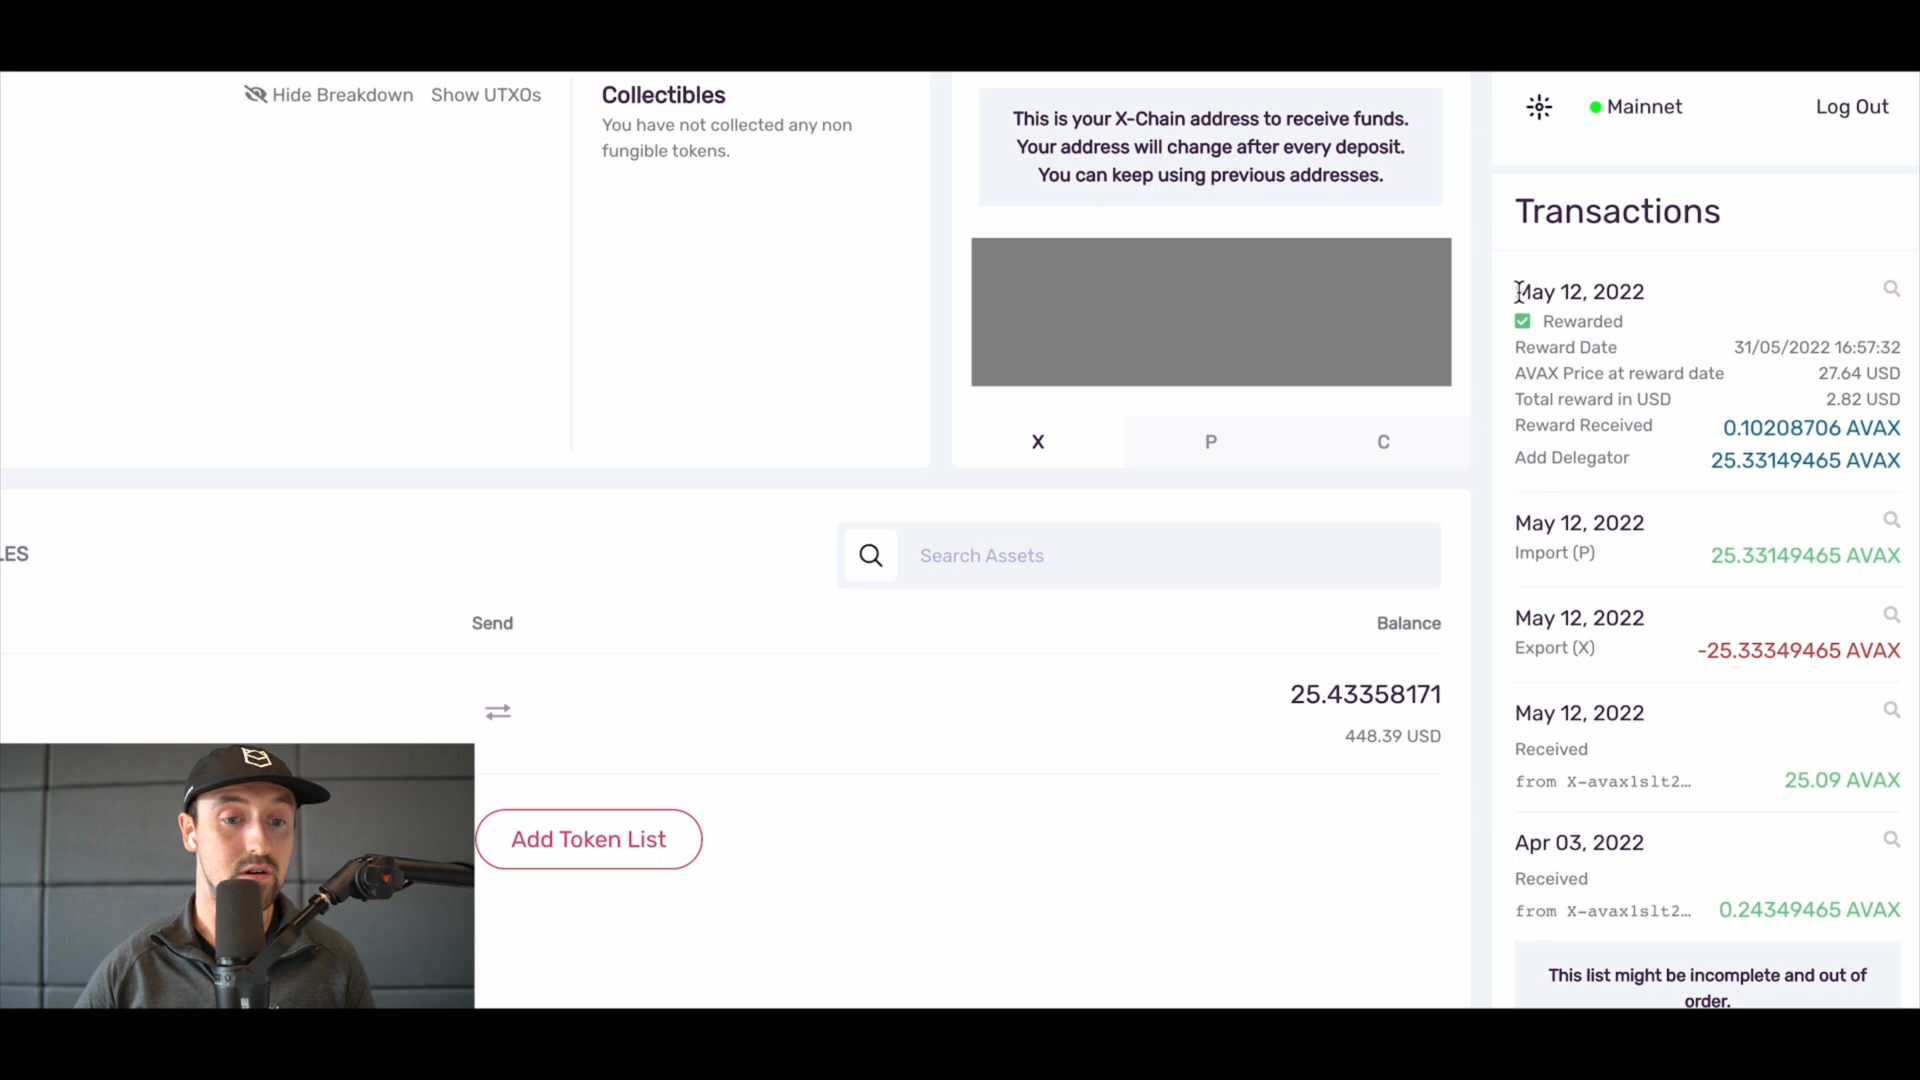 Hide Breakdown Show UTXOs
Collectibles
You have not collected any non
fungible tokens.
This is your X-Chain address to receive funds.
Your address will change after every deposit.
You can keep using previous addresses.
X P C
LES
Search Assets
Send Balance
25.43358171
448.39 USD
Add Token List
Mainnet Log Out
Transactions
May 12, 2022
Rewarded
Reward Date 31/05/2022 16:57:32
AVAX Price at reward date 27.64 USD
Total reward in USD 2.82 USD
Reward Received 0.10208706 AVAX
Add Delegator 25.33149465 AVAX
May 12, 2022
Import (P) 25.33149465 AVAX
May 12, 2022
Export (X) -25.33349465 AVAX
May 12, 2022
Received
from X-avax1slt2… 25.09 AVAX
Apr 03, 2022
Received
from X-avax1slt2… 0.24349465 AVAX
This list might be incomplete and out of
order.